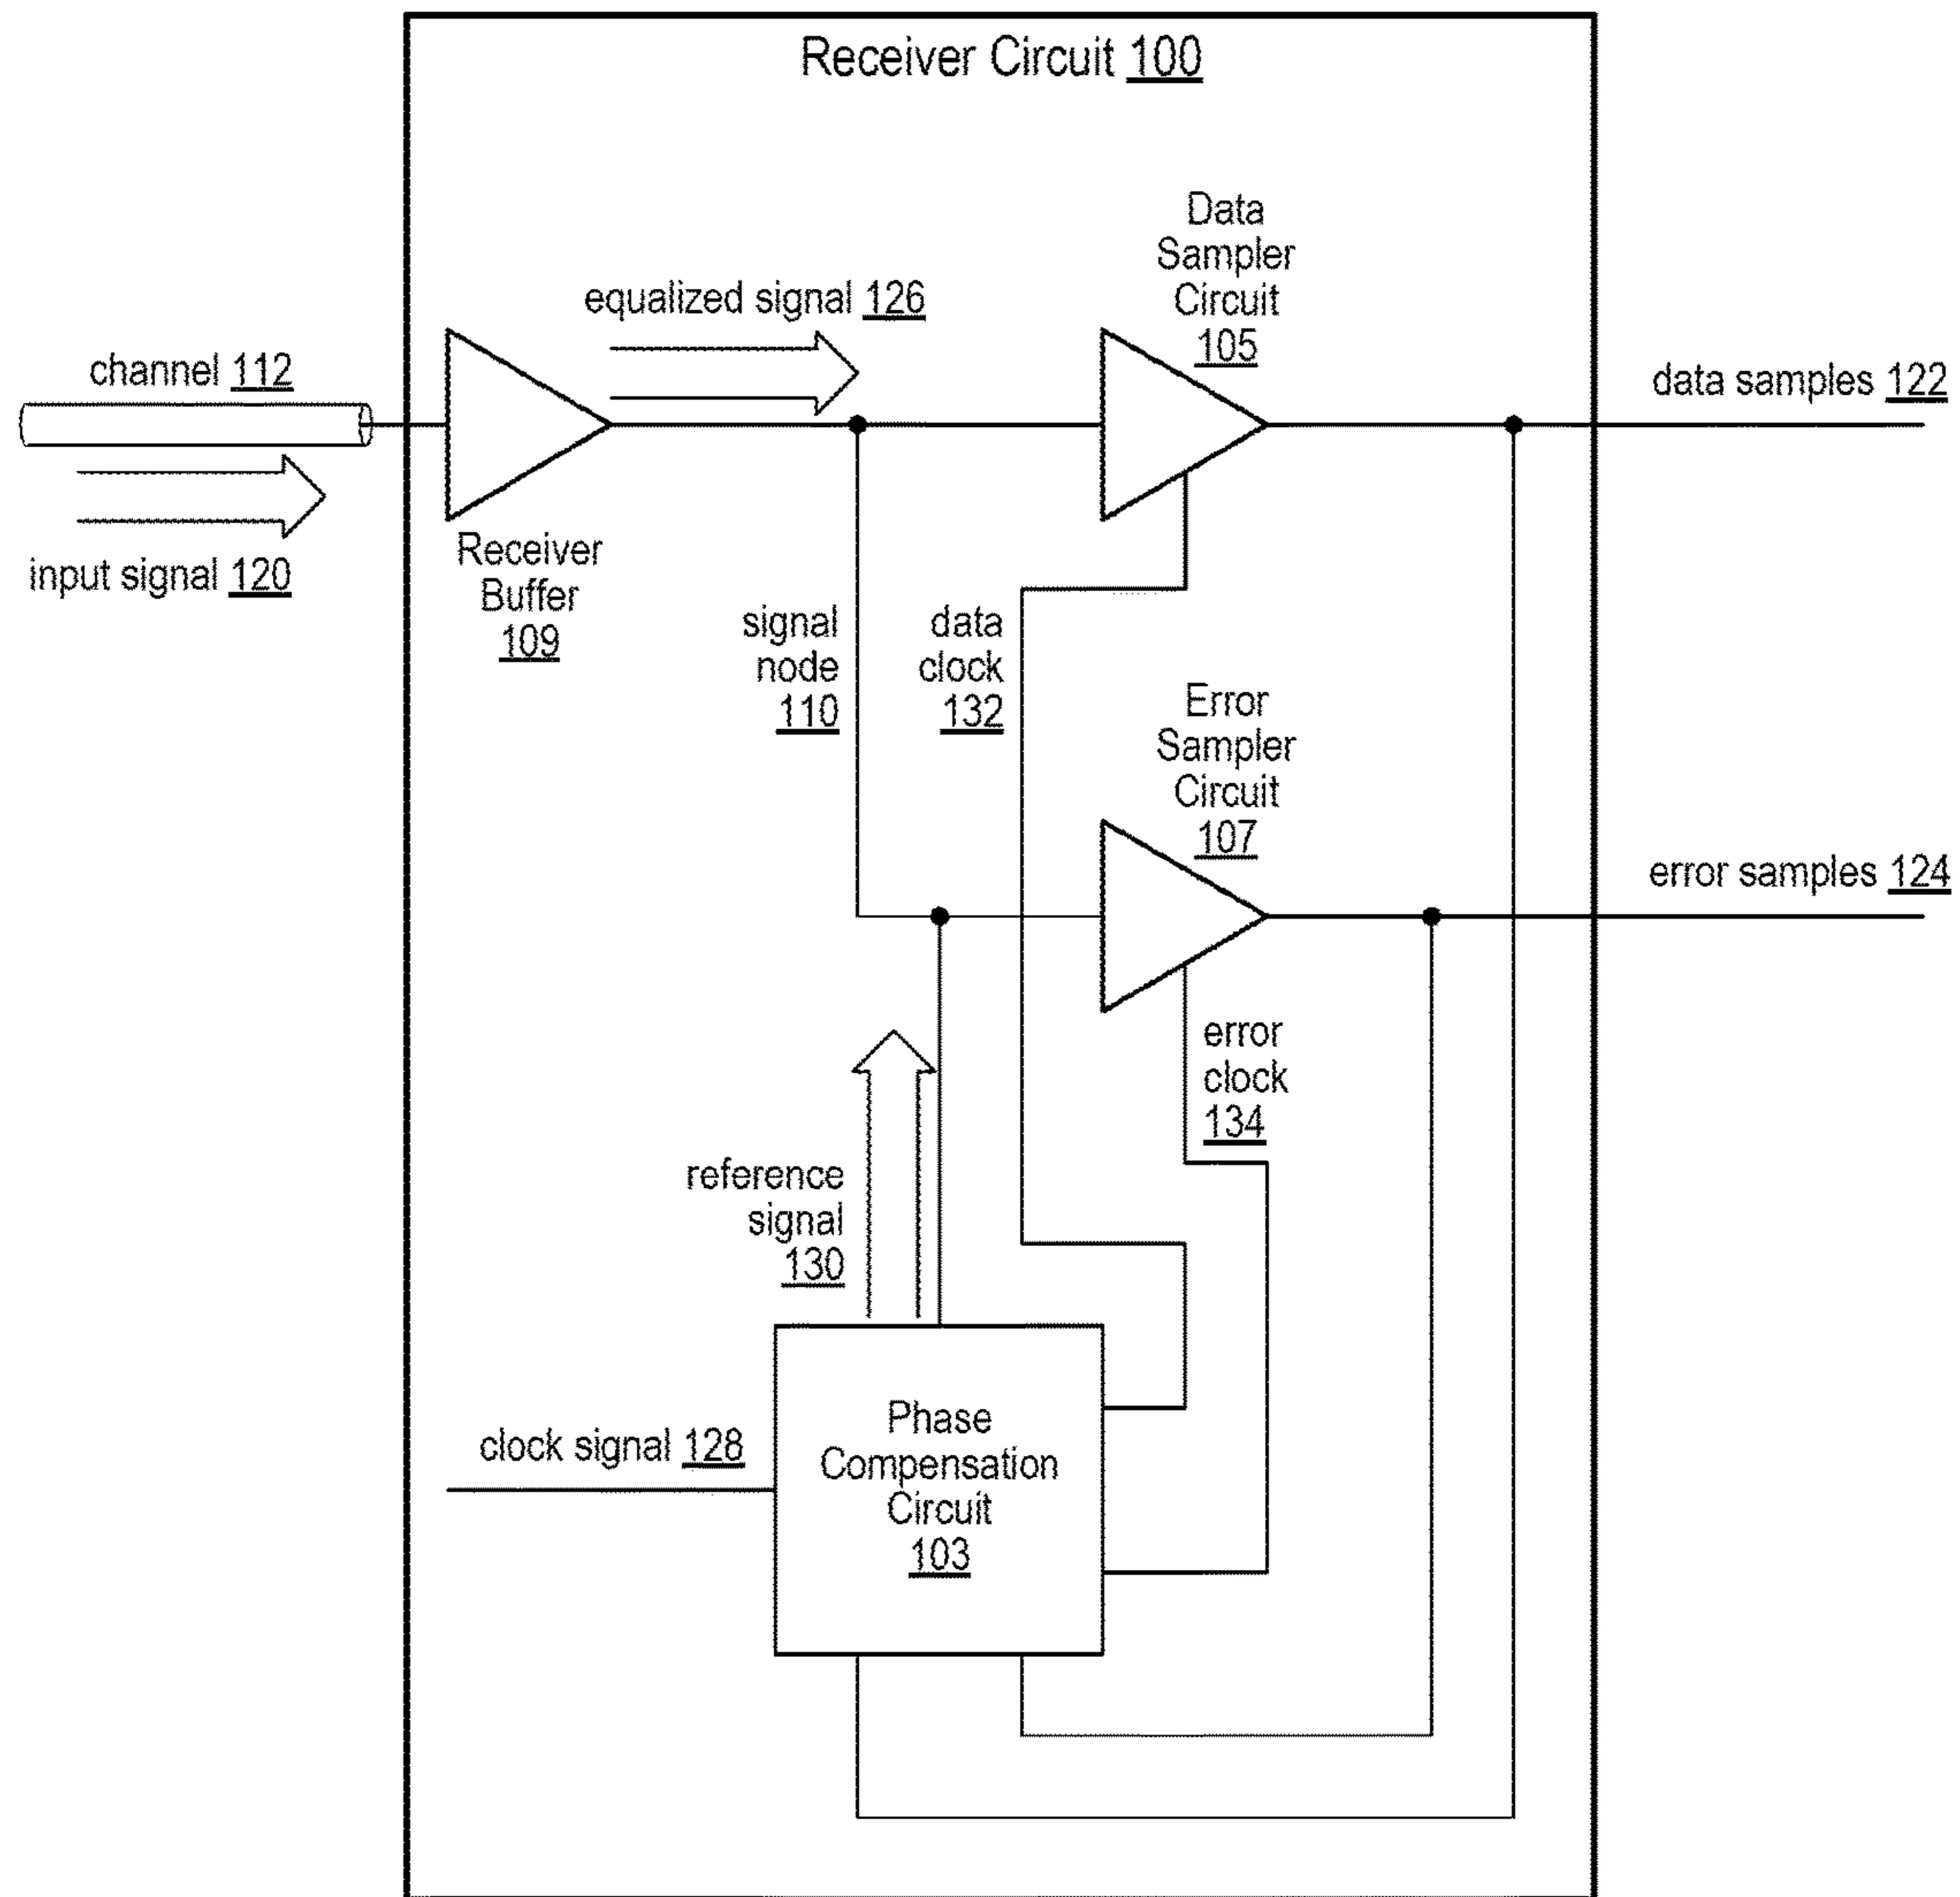 Receiver Circuit 100
Data
Sampler
Circuit
105
equalized signal 126
channel 112
data samples 122
input signal 120
Receiver
Buffer
109
signal
node
110
data
clock
132
Error
Sampler
Circuit
107
error samples 124
error
clock
134
reference
signal
130
clock signal 128
Phase
Compensation
Circuit
103